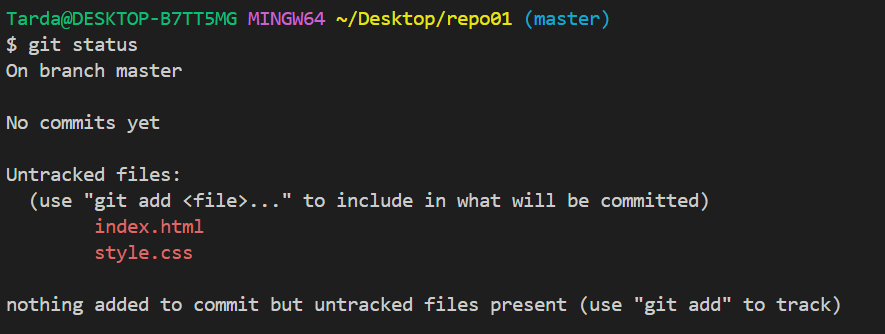 Tarda@DESKTOP-B7TT5MG MINGW64 ~/Desktop/repo01 (master)
$ git status
On branch master
No commits yet
Untracked files:
(use "git add <file>..." to include in what will be committed)
index.html
style.css
nothing added to commit but untracked files present (use "git add" to track)